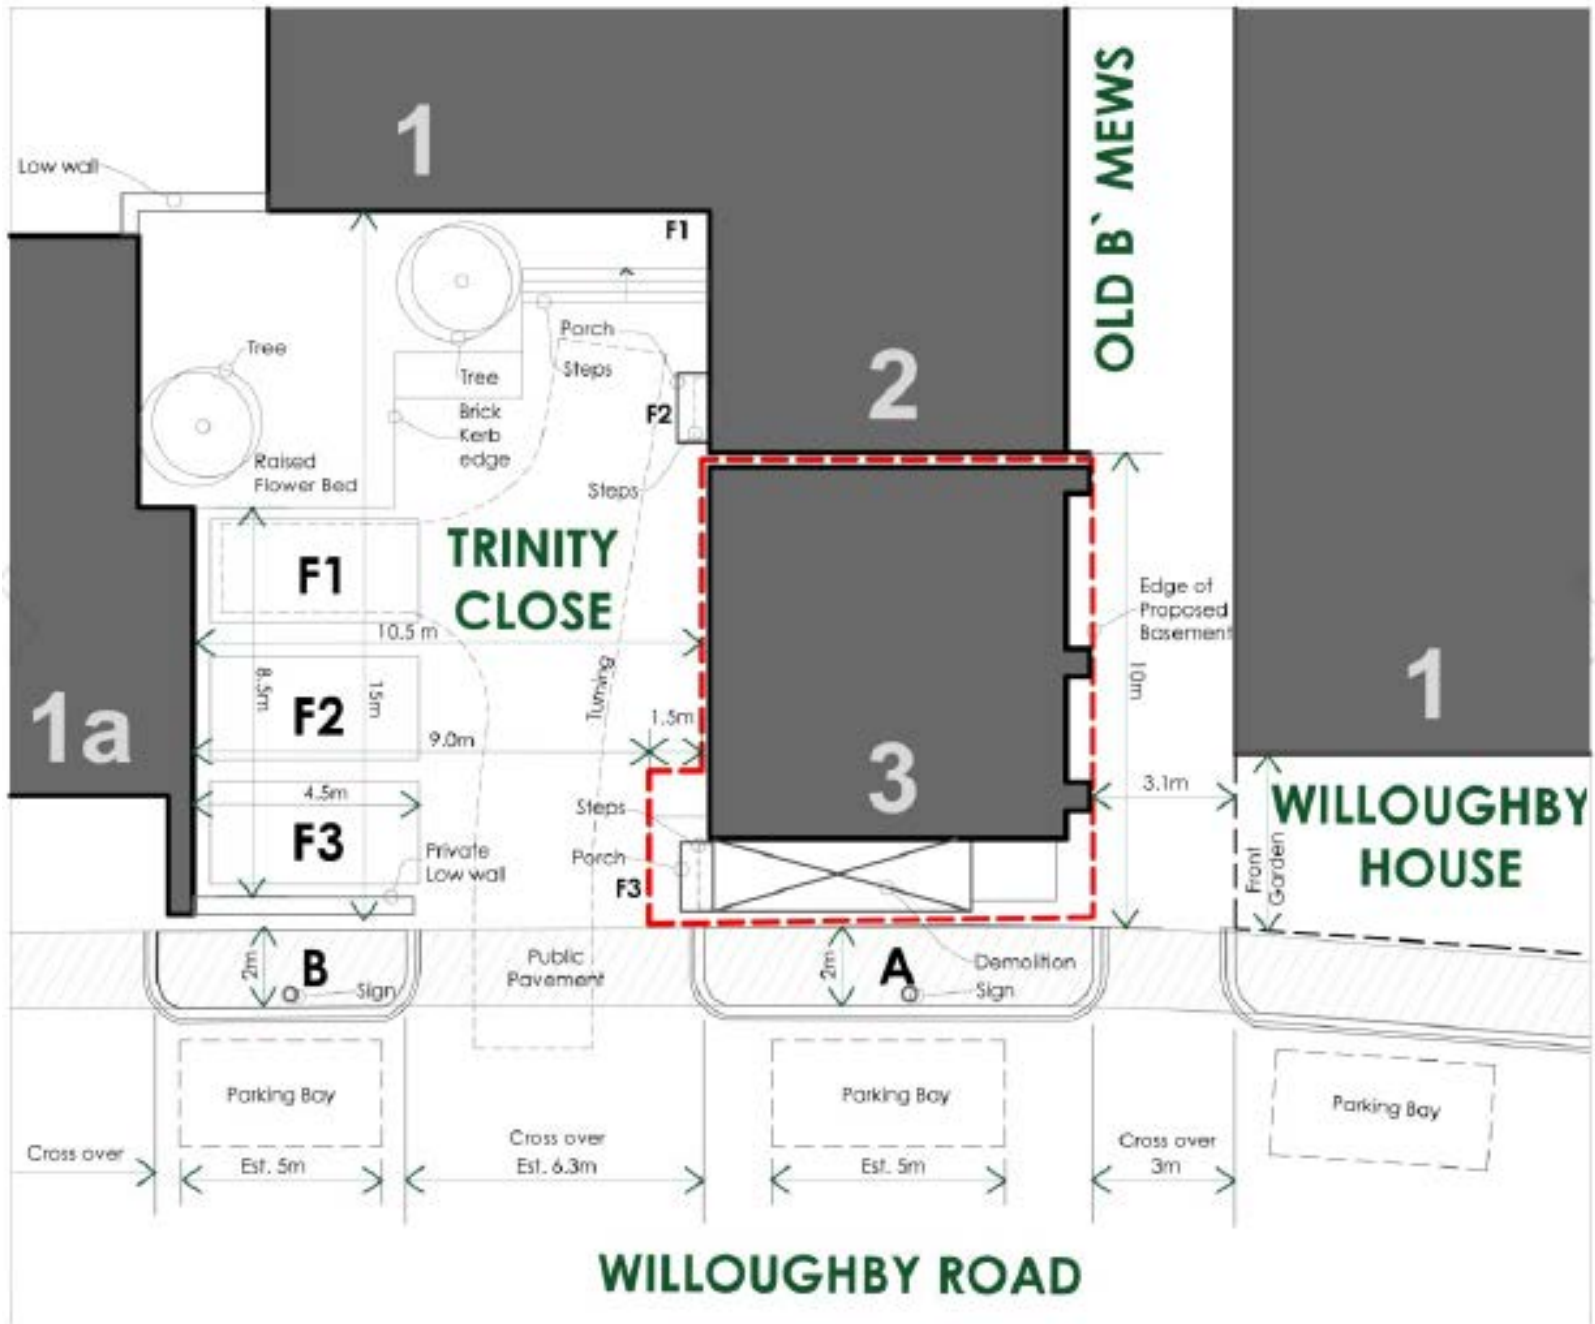 1
OLD B` MEWS
Low wall
F1
Porch
Steps
Tree
Tree
2
F2
Brick
Kerb
edge
Raised
Flower Bed
Steps
TRINITY
CLOSE
F1
Edge of
Proposed
Basement
10.5 m
8.5m
15m
Turning
10m
1
1a
F2
1.5m
9.0m
3
3.1m
4.5m
Steps
WILLOUGHBY
HOUSE
F3
Private
Low wall
Porch
F3
Front
Garden
2m
B
Sign
Public
Pavement
2m
A
Demolition
Sign
Parking Bay
Parking Bay
Parking Bay
Cross over
Est. 5m
Cross over
Est. 6.3m
Est. 5m
Cross over
3m
WILLOUGHBY ROAD